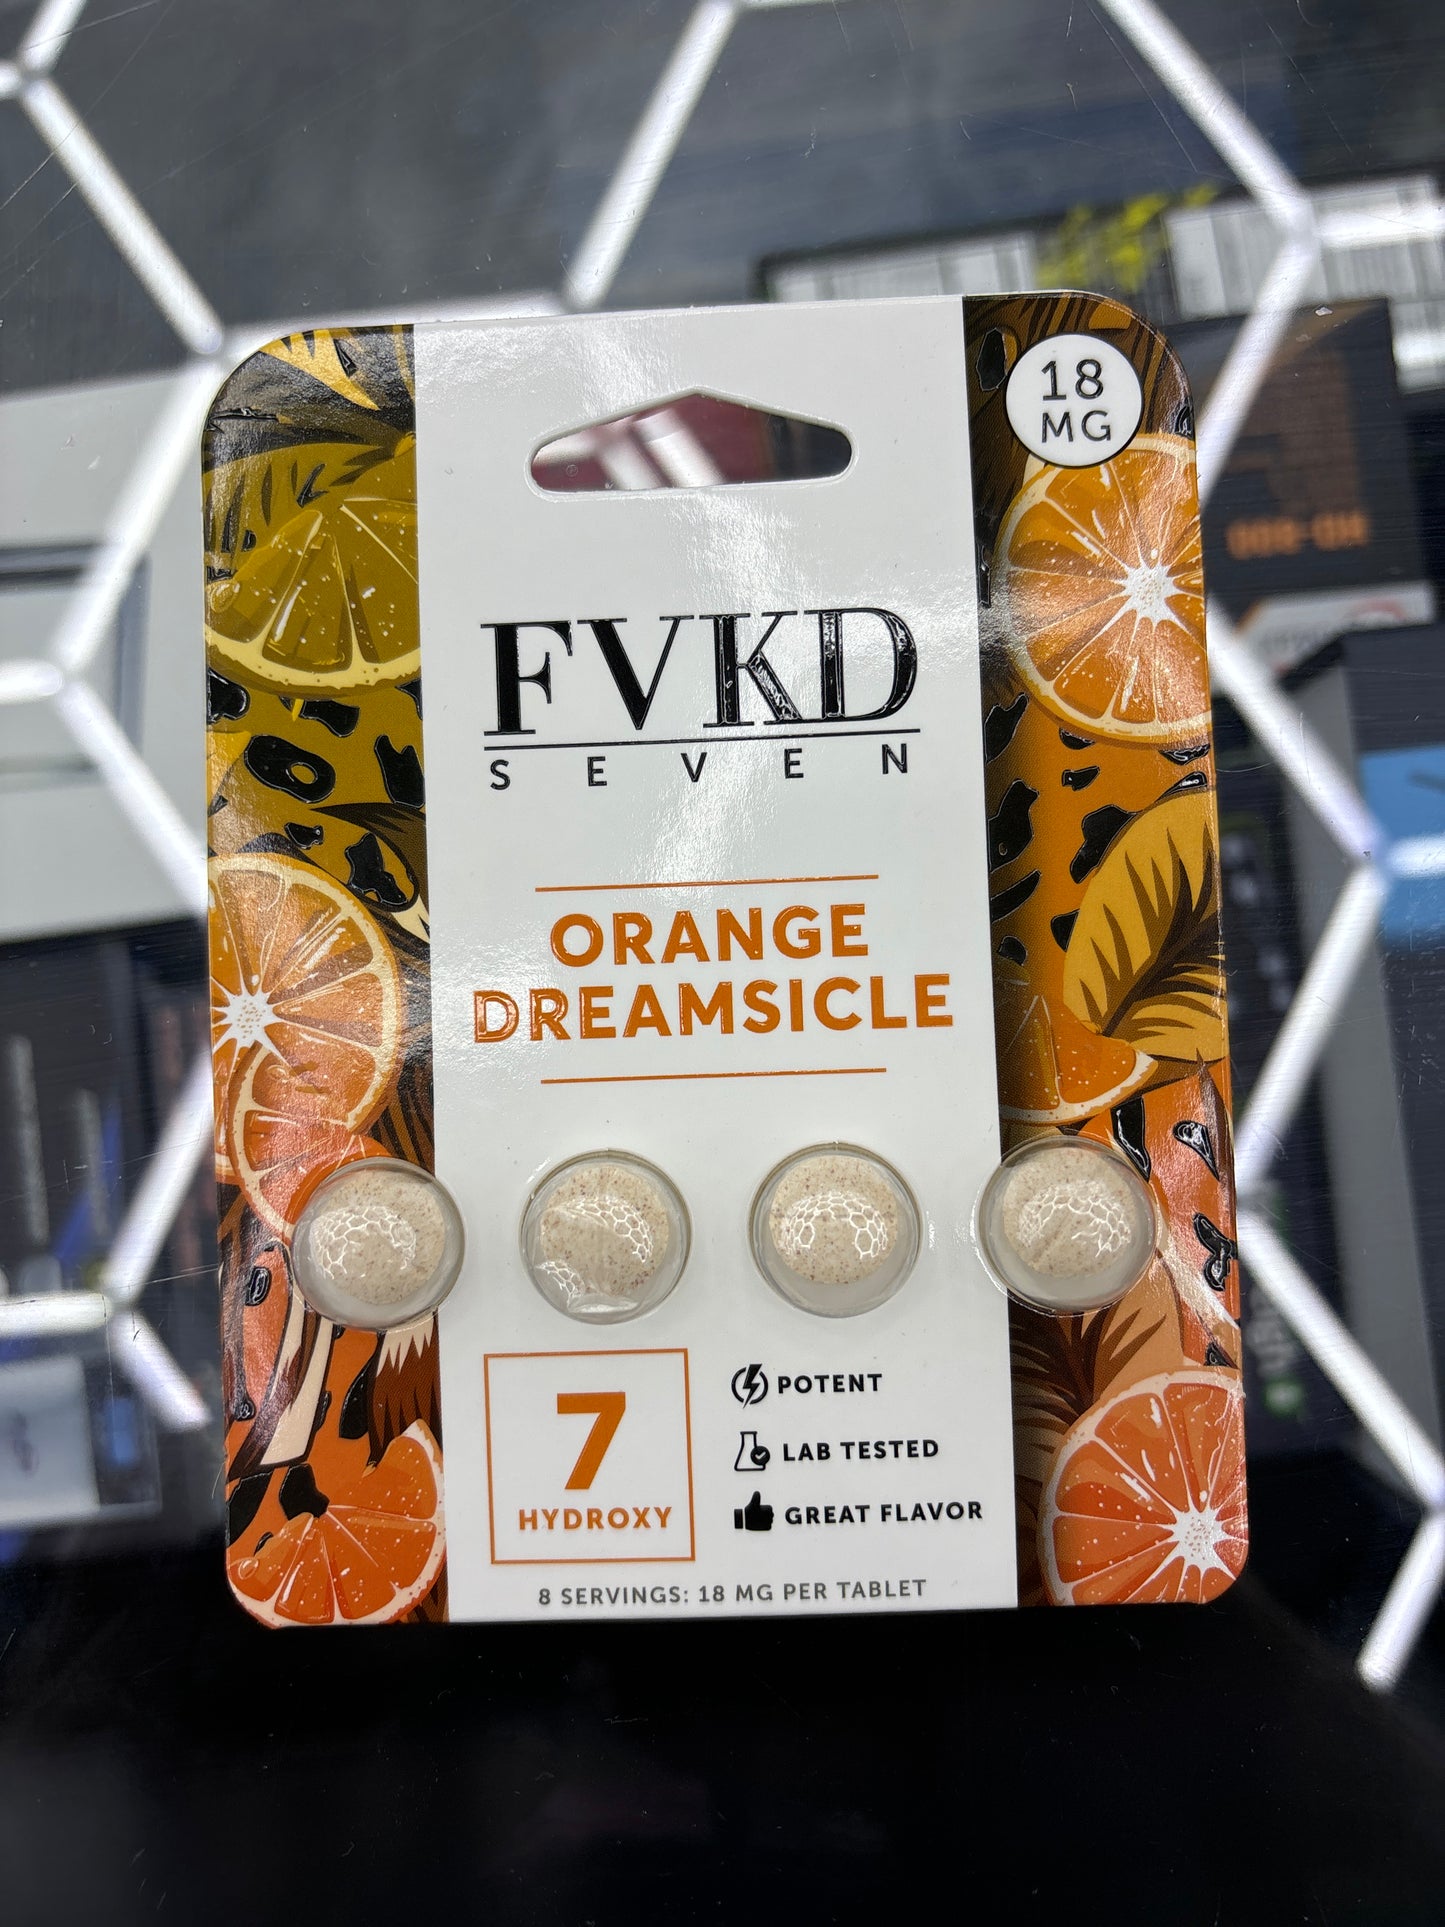 18
MG
FVKD
SEVEN
ORANGE
DREAMSICLE
7
HYDROXY
POTENT
LAB TESTED
GREAT FLAVOR
8 SERVINGS: 18 MG PER TABLET